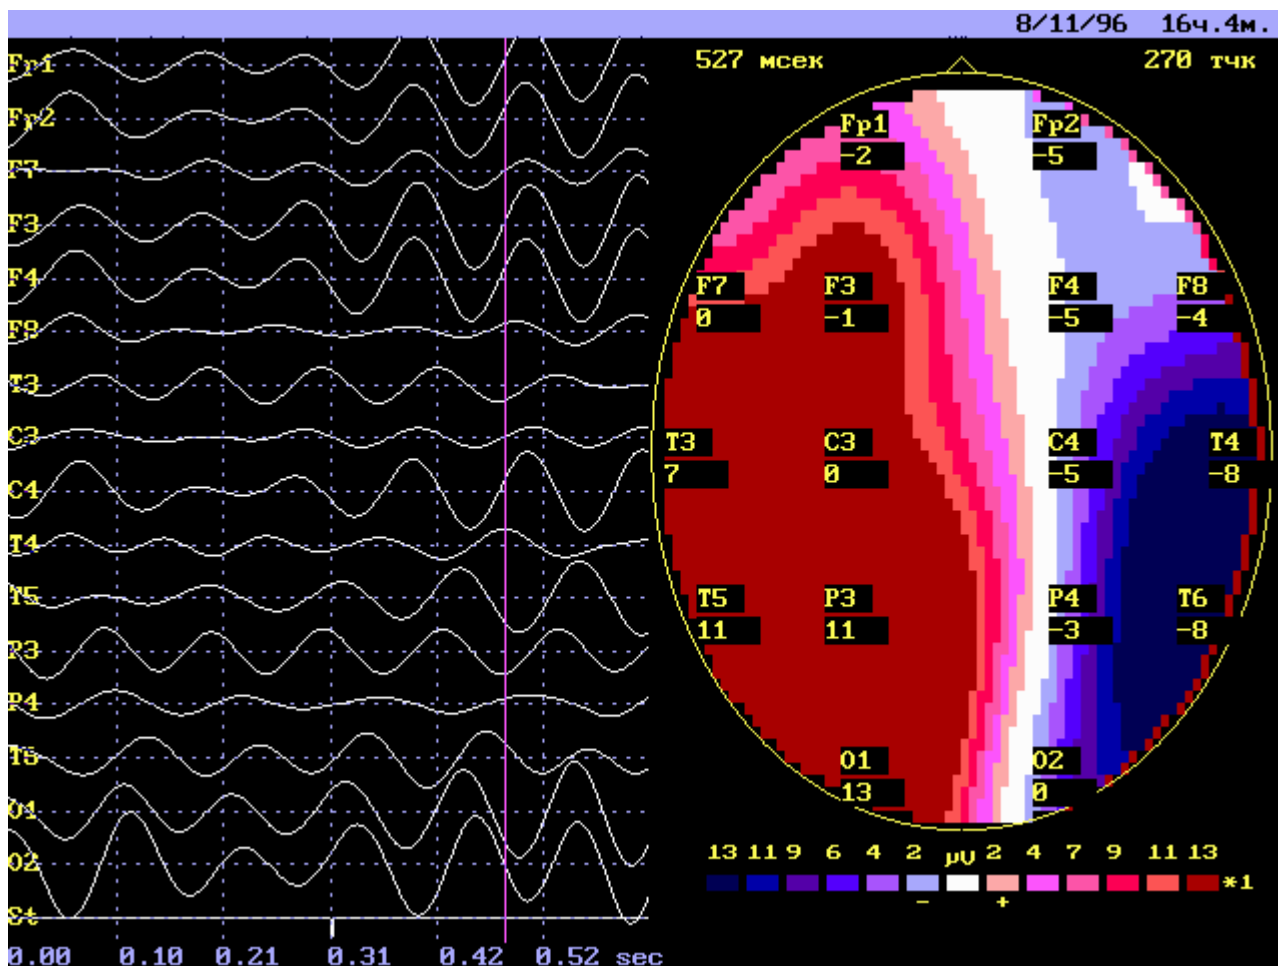 8/11/96 16ч.4м.
527 мсек 270 тчк
Fp1
Fp2
F7
F3
F4
F8
T3
C3
C4
T4
T5
P3
P4
T6
O1
O2
St
0.00 0.10 0.21 0.31 0.42 0.52 sec
Fp1 Fp2
-2 -5
F7 F3 F4 F8
0 -1 -5 -4
T3 C3 C4 T4
7 0 -5 -8
T5 P3 P4 T6
11 11 -3 -8
O1 O2
13 0
13 11 9 6 4 2 µV 2 4 7 9 11 13
*1
- +